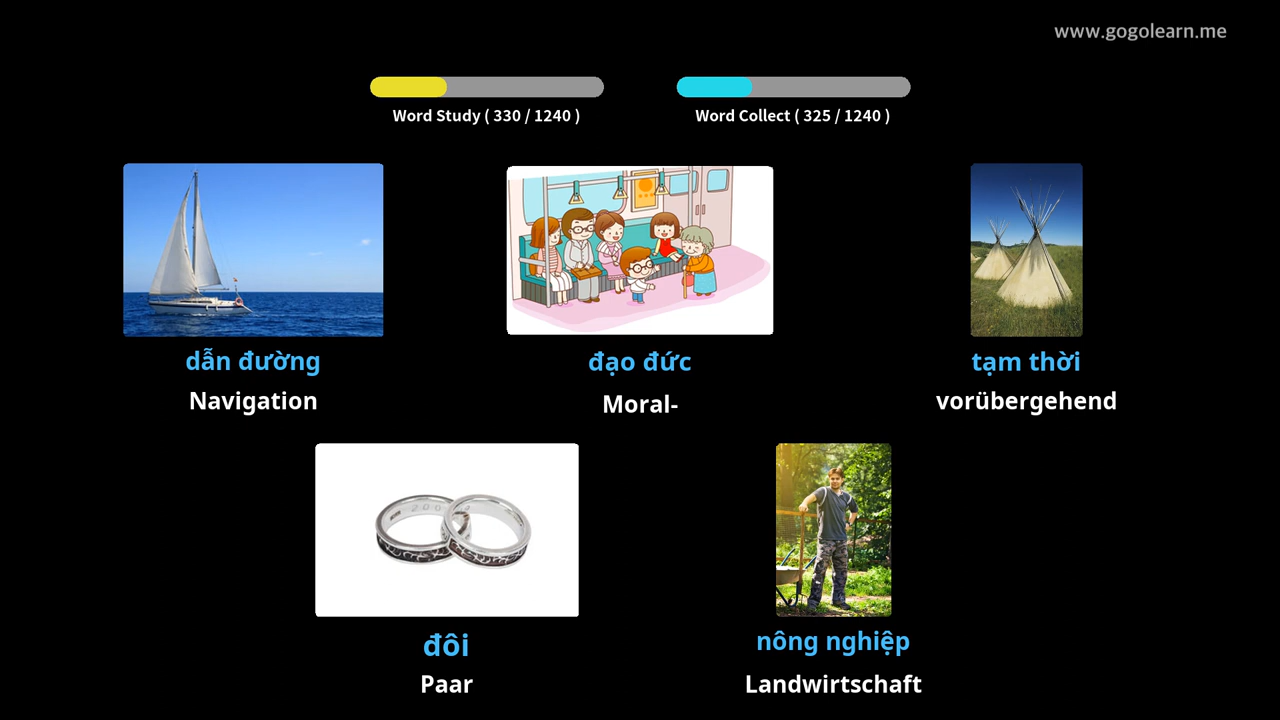 www.gogolearn.me
Word Study ( 330 / 1240 )
Word Collect ( 325 / 1240 )
dẫn đường
đạo đức
tạm thời
Navigation
Moral-
vorübergehend
đôi
nông nghiệp
Paar
Landwirtschaft